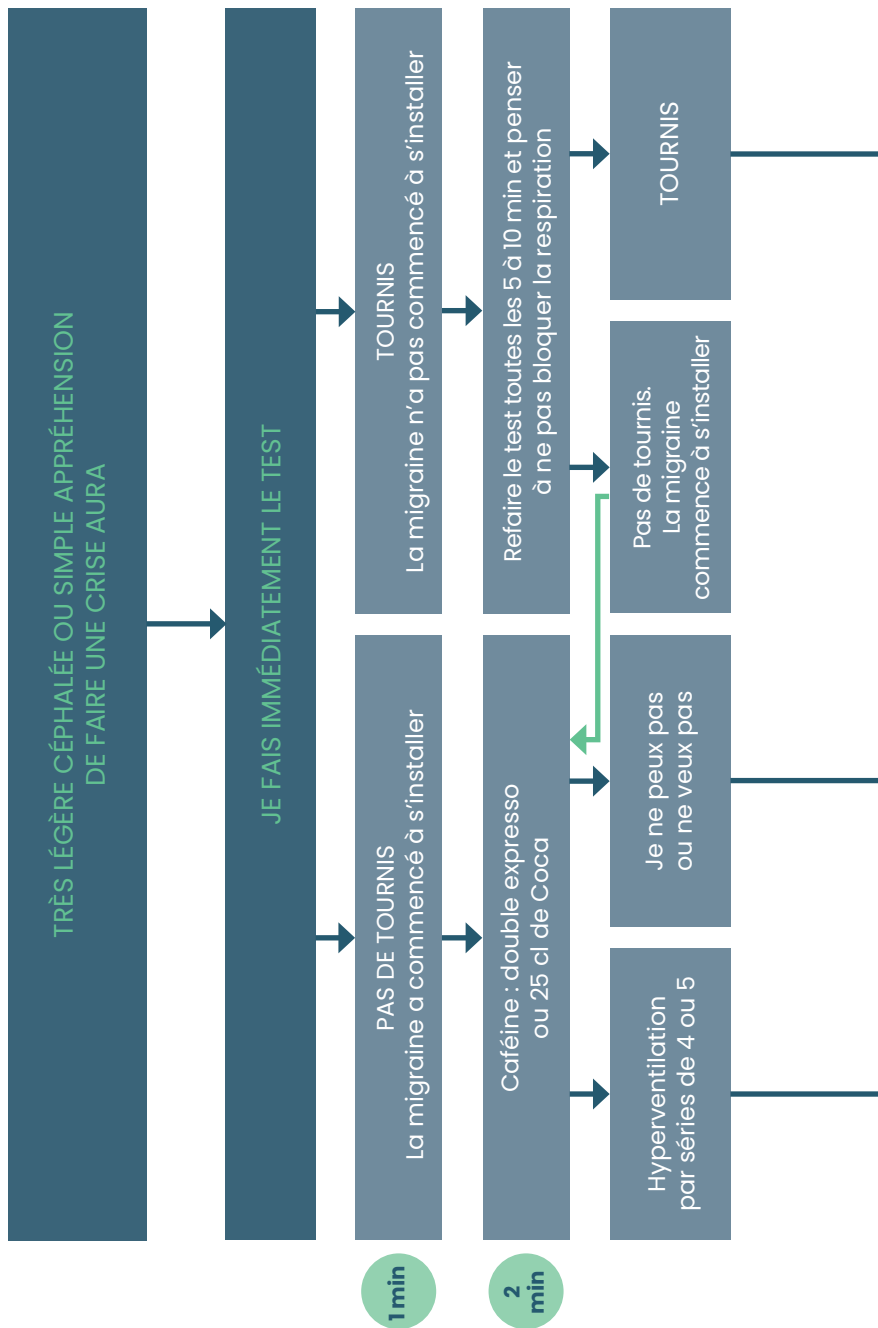 TRÈS LÉGÈRE CÉPHALÉE OU SIMPLE APPRÉHENSION
DE FAIRE UNE CRISE AURA
JE FAIS IMMÉDIATEMENT LE TEST
1 min
PAS DE TOURNIS
La migraine a commencé à s’installer
TOURNIS
La migraine n’a pas commencé à s’installer
2
min
Caféine : double expresso
ou 25 cl de Coca
Refaire le test toutes les 5 à 10 min et penser
à ne pas bloquer la respiration
Hyperventilation
par séries de 4 ou 5
Je ne peux pas
ou ne veux pas
Pas de tournis.
La migraine
commence à s’installer
TOURNIS